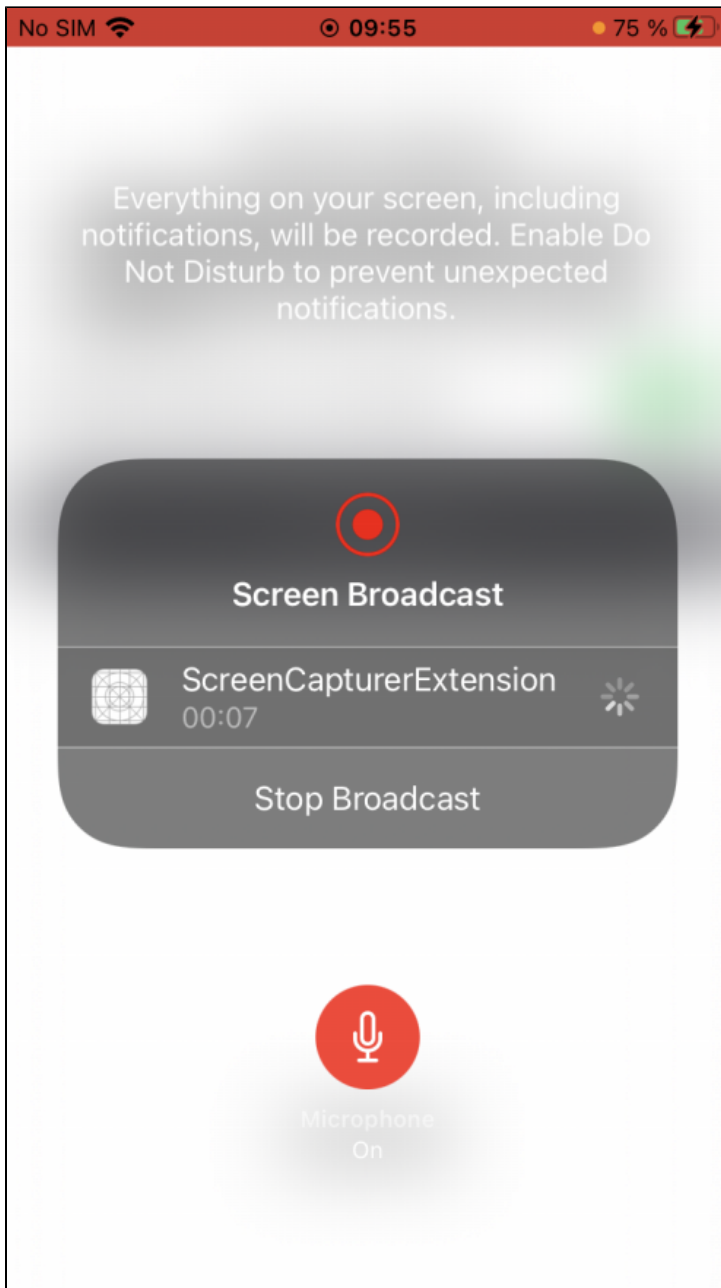 No SIM 09:55 75 %
Everything on your screen, including
notifications, will be recorded. Enable Do
Not Disturb to prevent unexpected
notifications.
Screen Broadcast
ScreenCapturerExtension
00:07
Stop Broadcast
Microphone
On